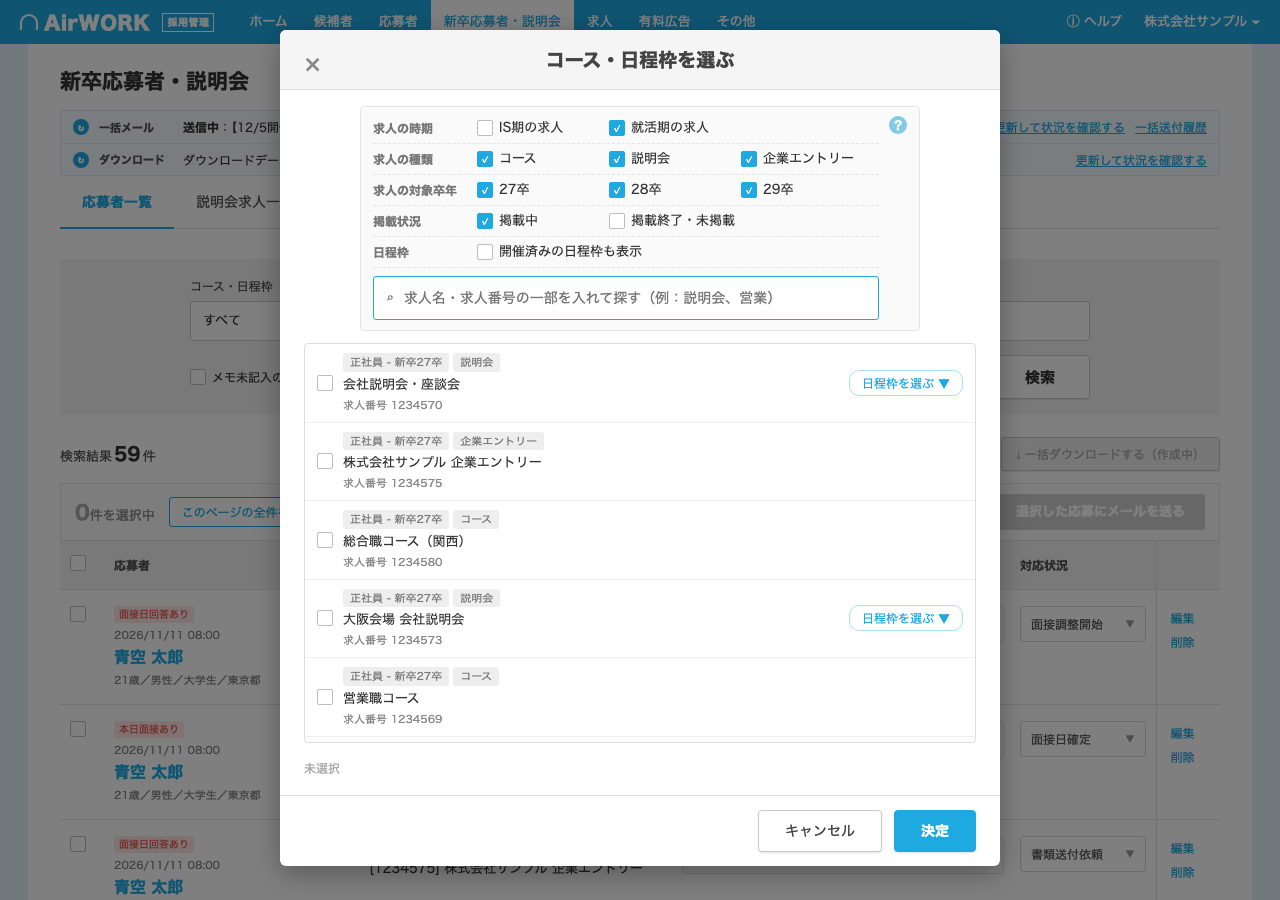 AirWORK 採用管理 ホーム 候補者 応募者 新卒応募者・説明会 求人 有料広告 その他 ヘルプ 株式会社サンプル
コース・日程枠を選ぶ
新卒応募者・説明会
一括メール 送信中：【12/5開 更新して状況を確認する 一括送付履歴
ダウンロード ダウンロードデー 更新して状況を確認する
応募者一覧 説明会求人一
求人の時期 IS期の求人 就活期の求人 ?
求人の種類 コース 説明会 企業エントリー
求人の対象卒年 27卒 28卒 29卒
掲載状況 掲載中 掲載終了・未掲載
日程枠 開催済みの日程枠も表示
求人名・求人番号の一部を入れて探す（例：説明会、営業）
コース・日程枠
すべて
メモ未記入の
検索
正社員 - 新卒27卒 説明会
会社説明会・座談会 日程枠を選ぶ ▼
求人番号 1234570
正社員 - 新卒27卒 企業エントリー
株式会社サンプル 企業エントリー
求人番号 1234575
正社員 - 新卒27卒 コース
総合職コース（関西）
求人番号 1234580
正社員 - 新卒27卒 説明会
大阪会場 会社説明会 日程枠を選ぶ ▼
求人番号 1234573
正社員 - 新卒27卒 コース
営業職コース
求人番号 1234569
未選択
キャンセル 決定
検索結果 59 件 ↓一括ダウンロードする（作成中）
0件を選択中 このページの全件 選択した応募にメールを送る
応募者 対応状況
面接日回答あり
2026/11/11 08:00 面接調整開始 ▼ 編集
青空 太郎 削除
21歳／男性／大学生／東京都
本日面接あり
2026/11/11 08:00 面接日確定 ▼ 編集
青空 太郎 削除
21歳／男性／大学生／東京都
面接日回答あり
2026/11/11 08:00 [1234575] 株式会社サンプル 企業エントリー 書類送付依頼 ▼ 編集
青空 太郎 削除